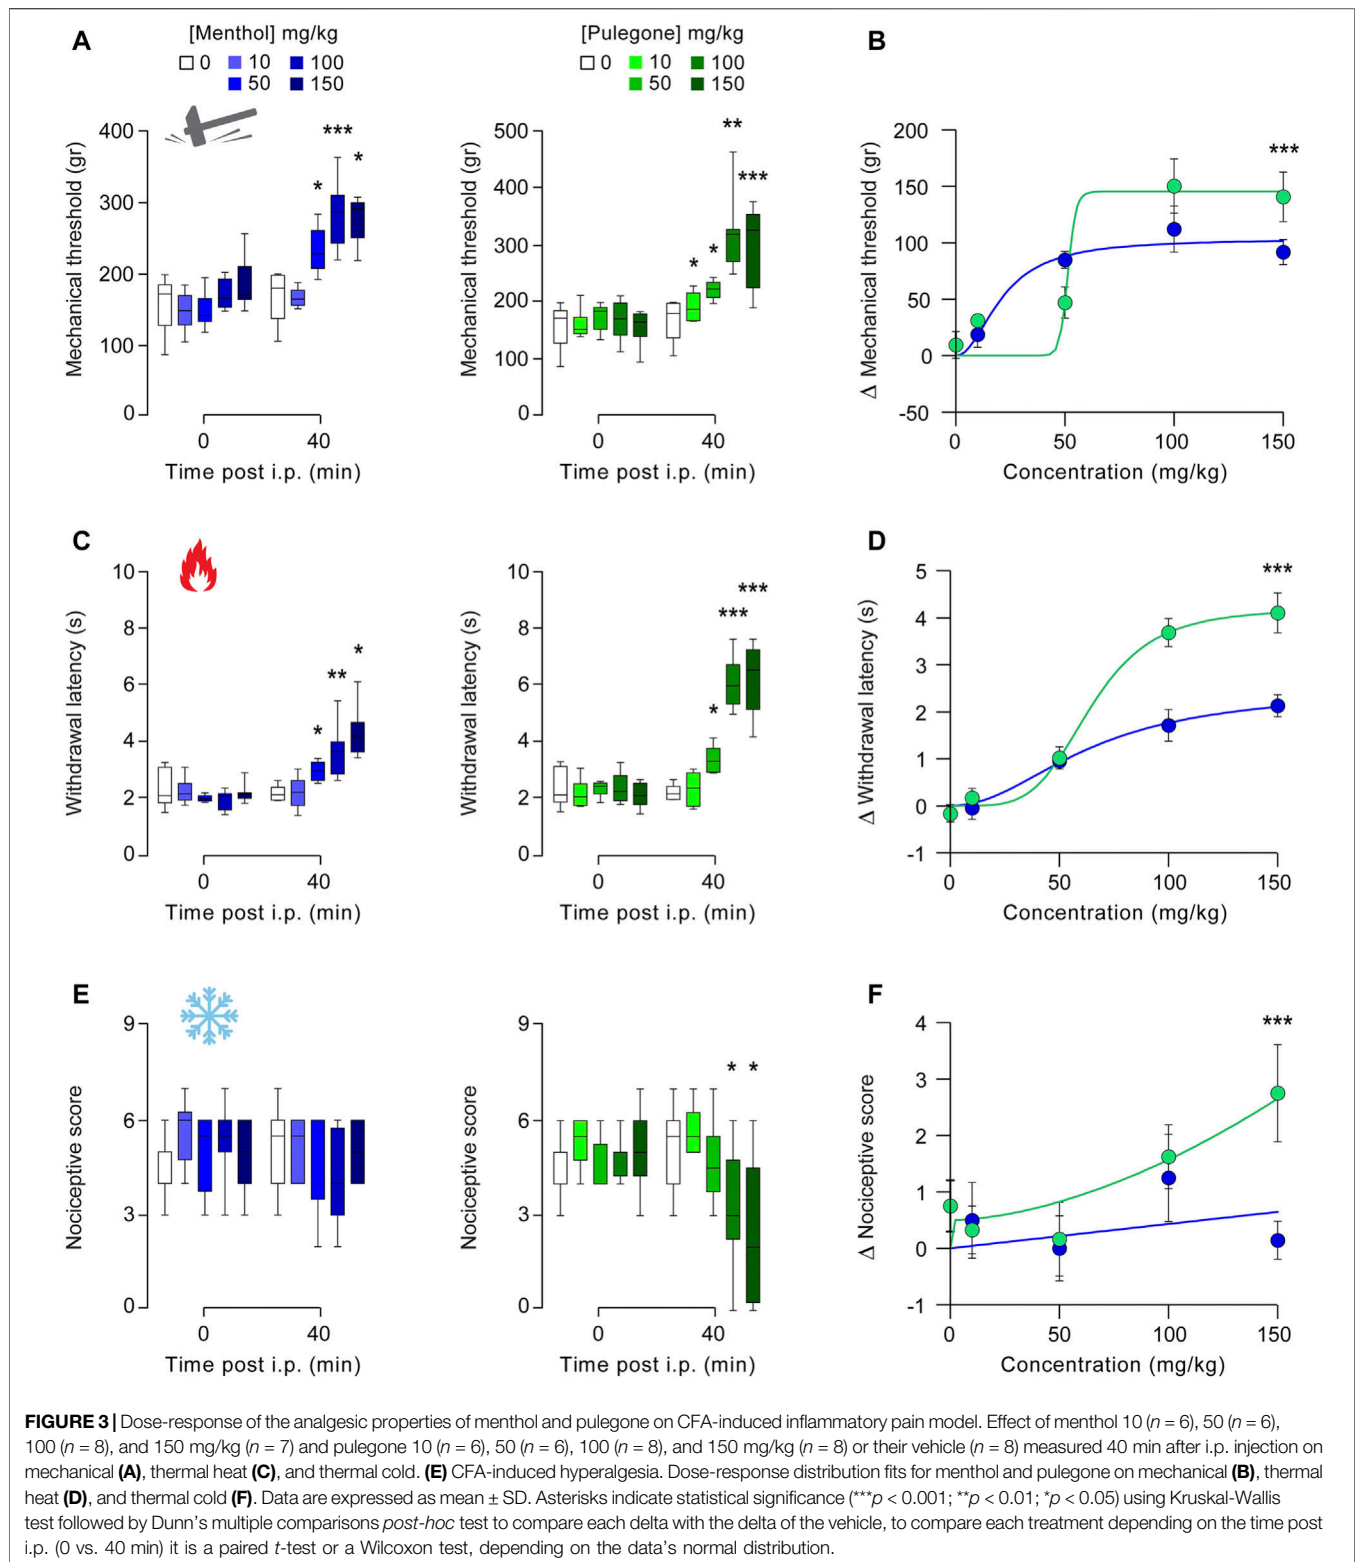 A
[Menthol] mg/kg
0 10 100
50 150
[Pulegone] mg/kg
0 10 100
50 150
B
Mechanical threshold (gr)
400
300
200
100
0
***
*
*
0 40
Time post i.p. (min)
Mechanical threshold (gr)
500
400
300
200
100
0
**
***
*
*
0 40
Time post i.p. (min)
Δ Mechanical threshold (gr)
200
150
100
50
0
-50
***
0 50 100 150
Concentration (mg/kg)
C
Withdrawal latency (s)
10
8
6
4
2
0
*
**
*
0 40
Time post i.p. (min)
Withdrawal latency (s)
10
8
6
4
2
0
***
***
*
0 40
Time post i.p. (min)
D
Δ Withdrawal latency (s)
5
4
3
2
1
0
-1
***
0 50 100 150
Concentration (mg/kg)
E
Nociceptive score
9
6
3
0
0 40
Time post i.p. (min)
Nociceptive score
9
6
3
0
* *
0 40
Time post i.p. (min)
F
Δ Nociceptive score
4
3
2
1
0
-1
***
0 50 100 150
Concentration (mg/kg)
FIGURE 3 | Dose-response of the analgesic properties of menthol and pulegone on CFA-induced inflammatory pain model. Effect of menthol 10 (n = 6), 50 (n = 6),
100 (n = 8), and 150 mg/kg (n = 7) and pulegone 10 (n = 6), 50 (n = 6), 100 (n = 8), and 150 mg/kg (n = 8) or their vehicle (n = 8) measured 40 min after i.p. injection on
mechanical (A), thermal heat (C), and thermal cold. (E) CFA-induced hyperalgesia. Dose-response distribution fits for menthol and pulegone on mechanical (B), thermal
heat (D), and thermal cold (F). Data are expressed as mean ± SD. Asterisks indicate statistical significance (***p < 0.001; **p < 0.01; *p < 0.05) using Kruskal-Wallis
test followed by Dunn's multiple comparisons post-hoc test to compare each delta with the delta of the vehicle, to compare each treatment depending on the time post
i.p. (0 vs. 40 min) it is a paired t-test or a Wilcoxon test, depending on the data's normal distribution.